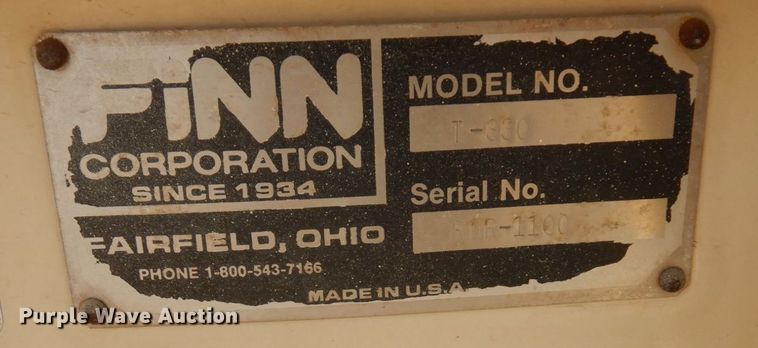 FiNN
CORPORATION
SINCE 1934
FAIRFIELD, OHIO
PHONE 1-800-543-7166
MODEL NO.
T-330
Serial No.
MADE IN U.S.A
Purple Wave Auction